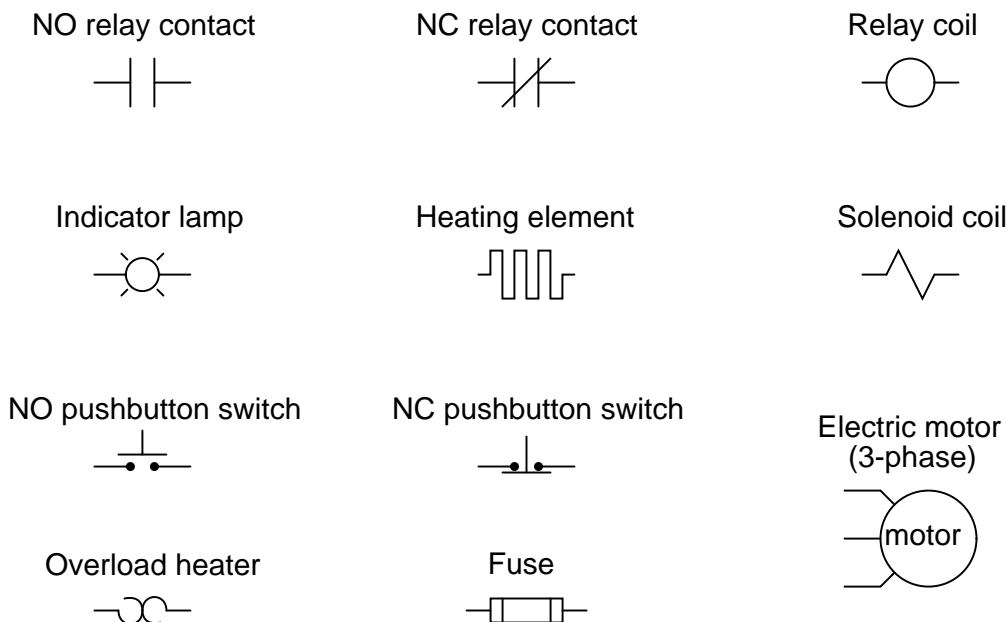 NO relay contact
NC relay contact
Relay coil
Indicator lamp
Heating element
Solenoid coil
NO pushbutton switch
NC pushbutton switch
Electric motor
(3-phase)
motor
Overload heater
Fuse